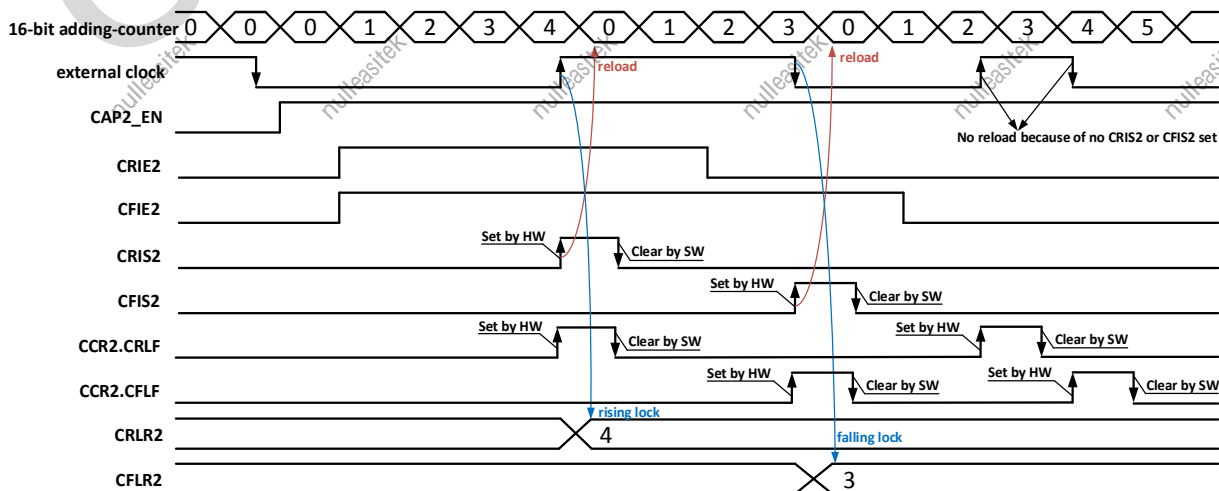 16-bit adding-counter 0 0 0 1 2 3 4 0 1 2 3 0 1 2 3 4 5
external clock
reload
reload
nulleasitek nulleasitek nulleasitek nulleasitek nulleasitek
CAP2_EN
No reload because of no CRIS2 or CFIS2 set
CRIE2
CFIE2
CRIS2 Set by HW Clear by SW
CFIS2 Set by HW Clear by SW
CCR2.CRLF Set by HW Clear by SW Set by HW Clear by SW
CCR2.CFLF Set by HW Clear by SW Set by HW Clear by SW
rising lock
CRLR2 4
falling lock
CFLR2 3